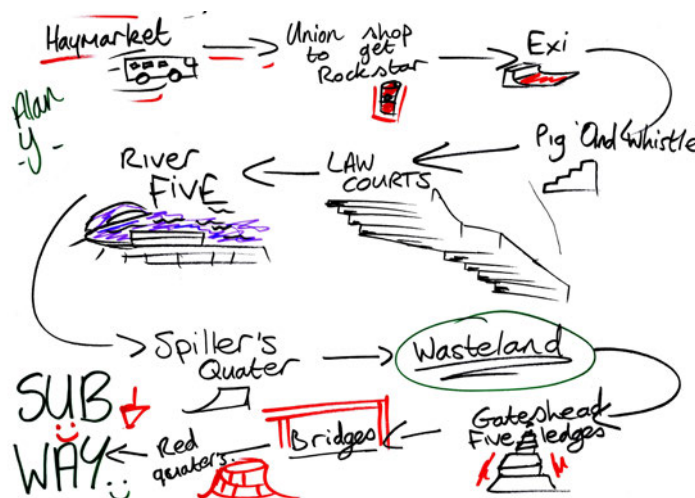 Haymarket
Union shop
to get
Rockstar
Exi
Alan
Y
Pig And Whistle
LAW
COURTS
River
FIVE
Spiller's
Quater
Wasteland
Gateshead
Five ledges
Bridges
Red
quaters.
SUB
WAY